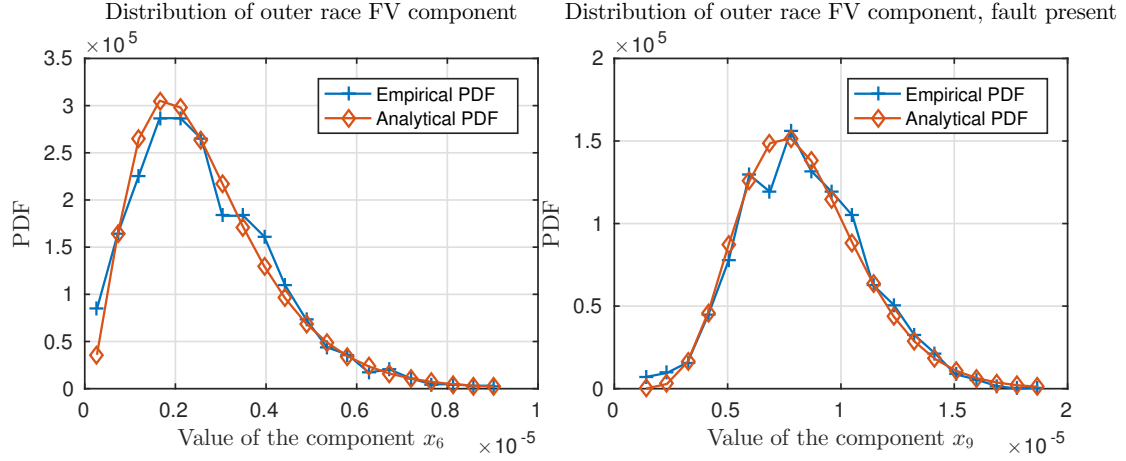 Distribution of outer race FV component
×10^5
3.5
3
2.5
2
1.5
1
0.5
0
PDF
Empirical PDF
Analytical PDF
0 0.2 0.4 0.6 0.8 1
Value of the component x_6
×10^-5
Distribution of outer race FV component, fault present
×10^5
2
1.5
1
0.5
0
PDF
Empirical PDF
Analytical PDF
0 0.5 1 1.5 2
Value of the component x_9
×10^-5